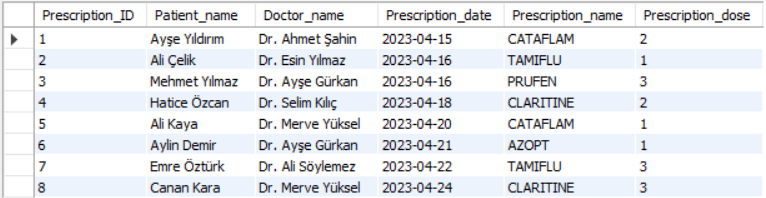 Prescription_ID Patient_name Doctor_name Prescription_date Prescription_name Prescription_dose
1 Ayşe Yıldırım Dr. Ahmet Şahin 2023-04-15 CATAFLAM 2
2 Ali Çelik Dr. Esin Yılmaz 2023-04-16 TAMIFLU 1
3 Mehmet Yılmaz Dr. Ayşe Gürkan 2023-04-16 PRUFEN 3
4 Hatice Özcan Dr. Selim Kılıç 2023-04-18 CLARITINE 2
5 Ali Kaya Dr. Merve Yüksel 2023-04-20 CATAFLAM 1
6 Aylin Demir Dr. Ayşe Gürkan 2023-04-21 AZOPT 1
7 Emre Öztürk Dr. Ali Söylemez 2023-04-22 TAMIFLU 3
8 Canan Kara Dr. Merve Yüksel 2023-04-24 CLARITINE 3